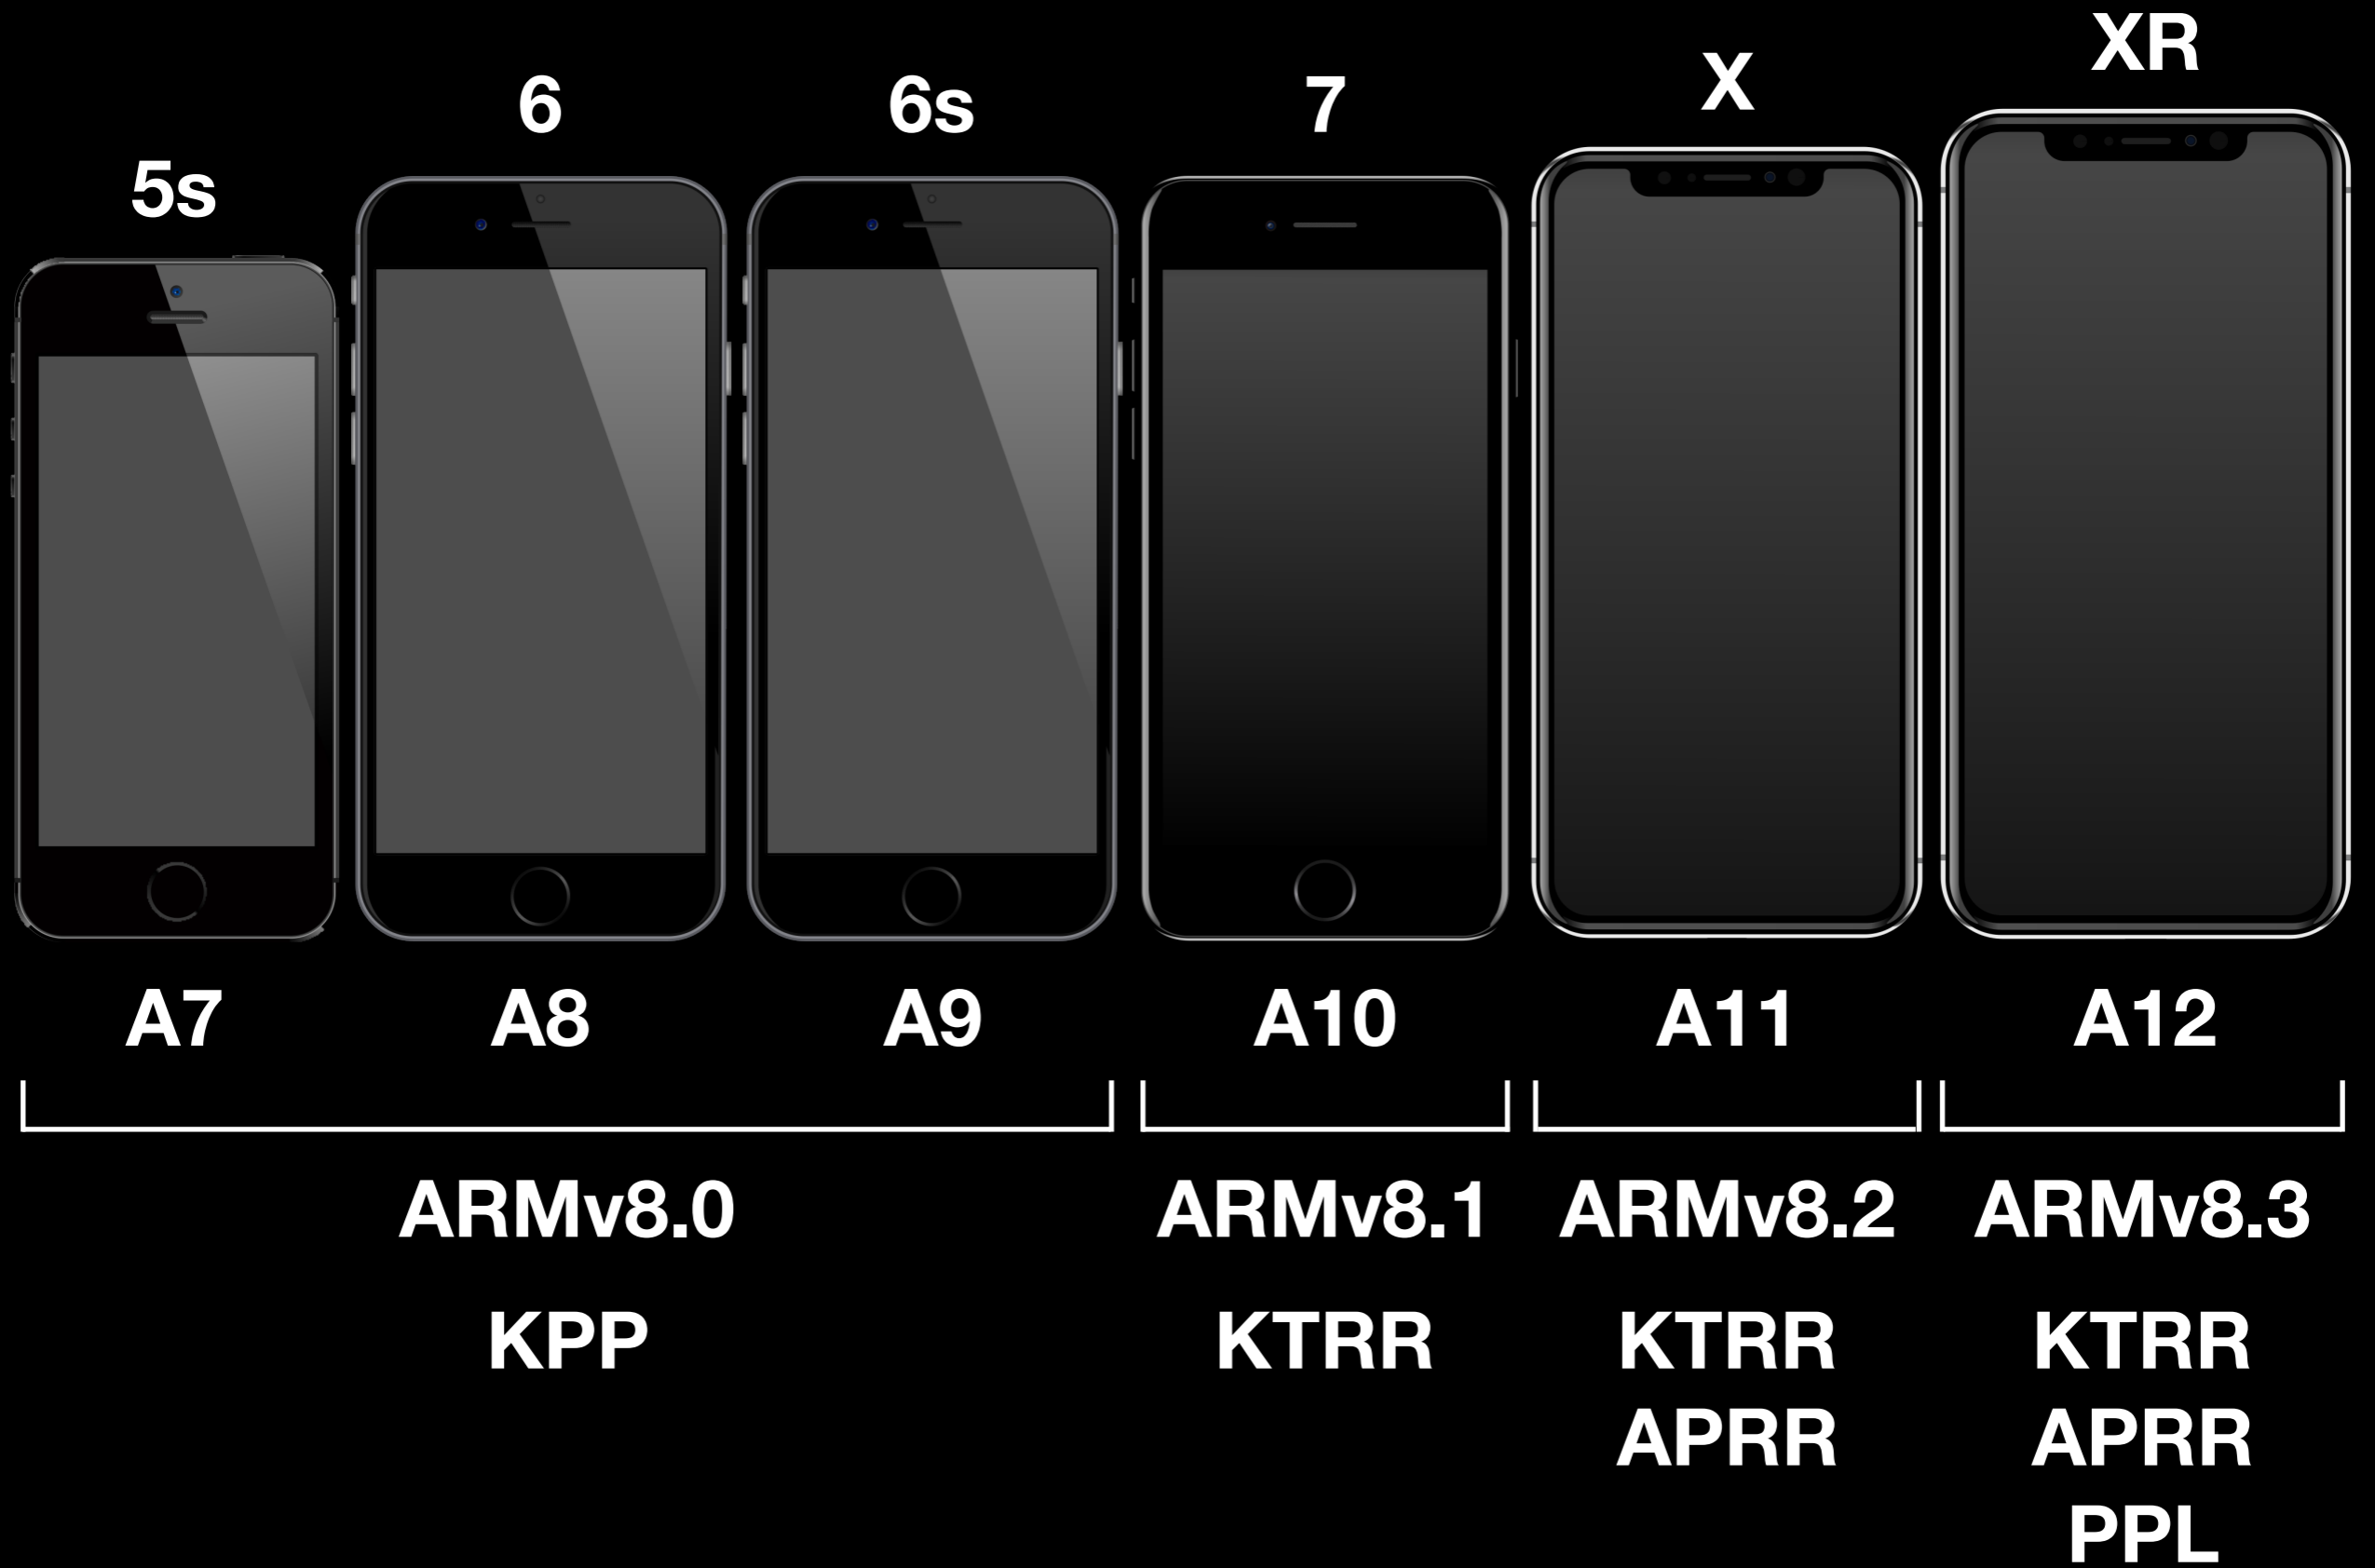 5s 6 6s 7 X XR
A7 A8 A9 A10 A11 A12
ARMv8.0 ARMv8.1 ARMv8.2 ARMv8.3
KPP KTRR KTRR KTRR
APRR APRR
PPL